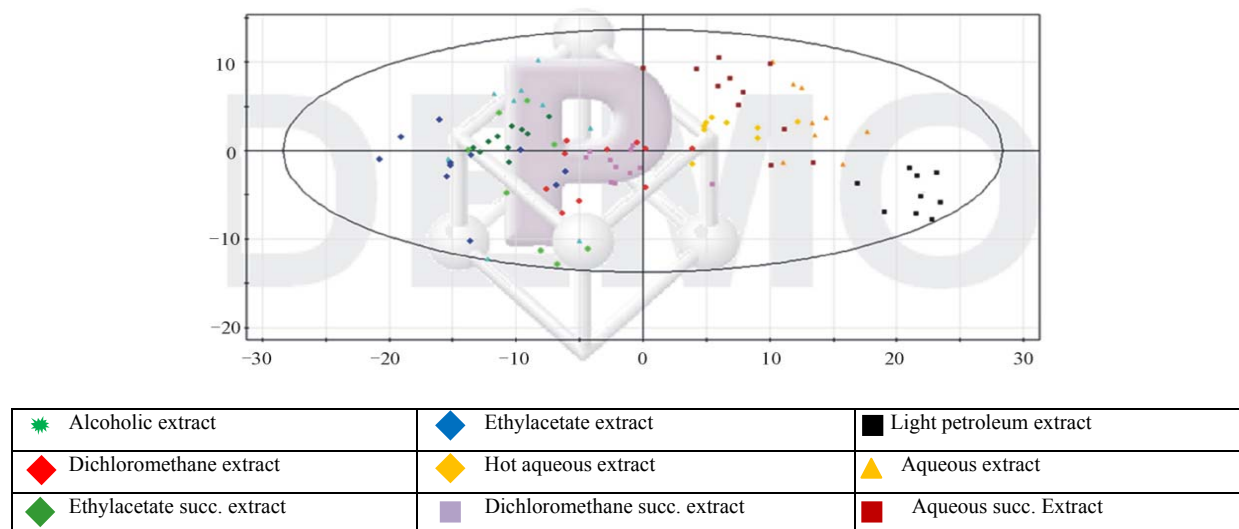 10
0
−10
−20
−30 −20 −10 0 10 20 30
DEMO
P
Alcoholic extract Ethylacetate extract Light petroleum extract
Dichloromethane extract Hot aqueous extract Aqueous extract
Ethylacetate succ. extract Dichloromethane succ. extract Aqueous succ. Extract